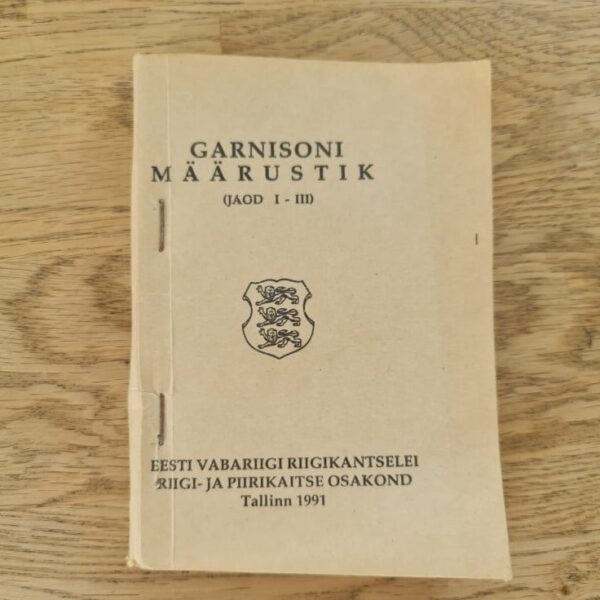 GARNISONI
MÄÄRUSTIK
(JAOD I - III)
EESTI VABARIIGI RIIGIKANTSELEI
RIIGI- JA PIIRIKAITSE OSAKOND
Tallinn 1991